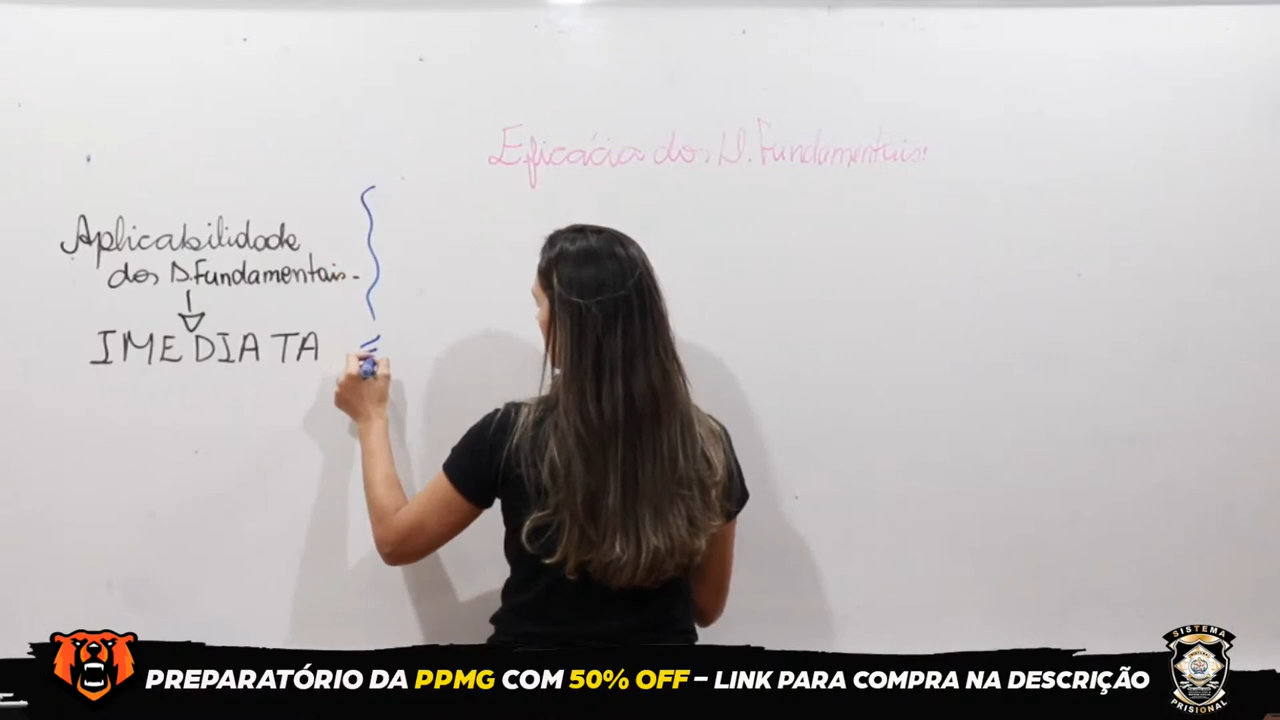 Eficácia dos D. Fundamentais:
Aplicabilidade
dos D. Fundamentais.
IMEDIATA
PREPARATÓRIO DA PPMG COM 50% OFF – LINK PARA COMPRA NA DESCRIÇÃO
SISTEMA
PRISIONAL